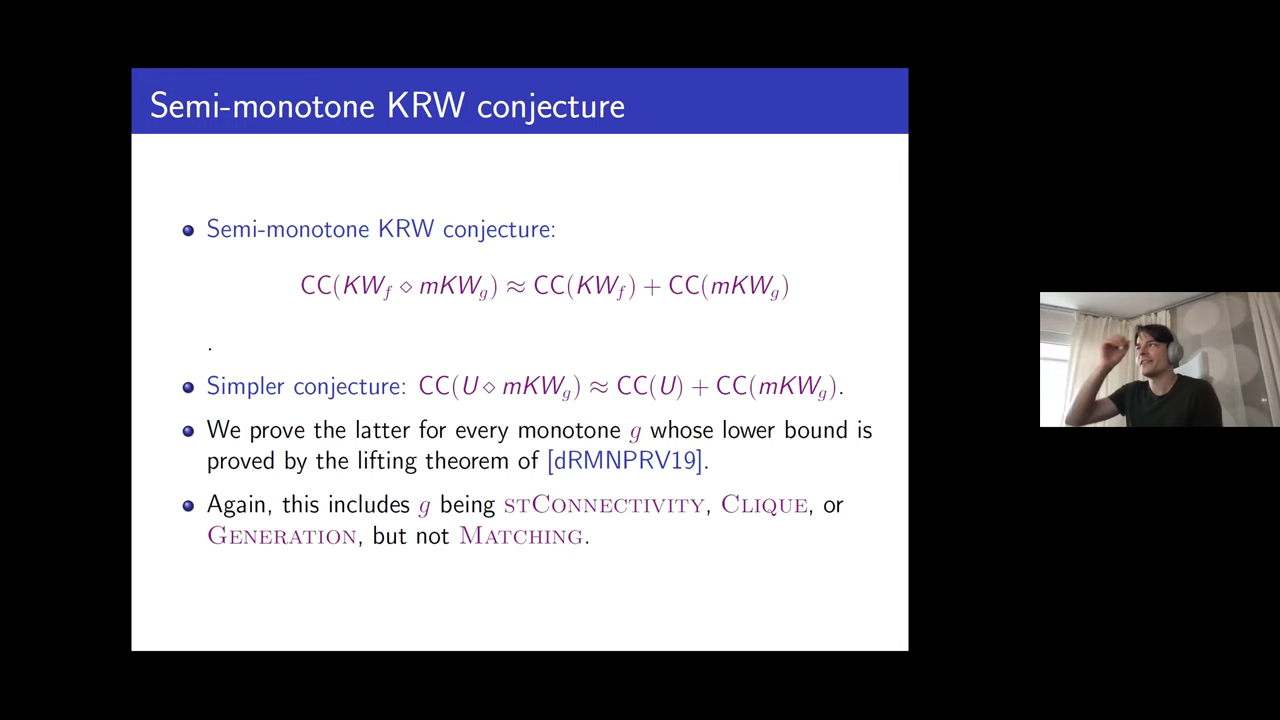 Semi-monotone KRW conjecture
Semi-monotone KRW conjecture:
CC(KW_f ⋄ mKW_g) ≈ CC(KW_f) + CC(mKW_g)
.
Simpler conjecture: CC(U ⋄ mKW_g) ≈ CC(U) + CC(mKW_g).
We prove the latter for every monotone g whose lower bound is
proved by the lifting theorem of [dRMNPRV19].
Again, this includes g being stConnectivity, Clique, or
Generation, but not Matching.